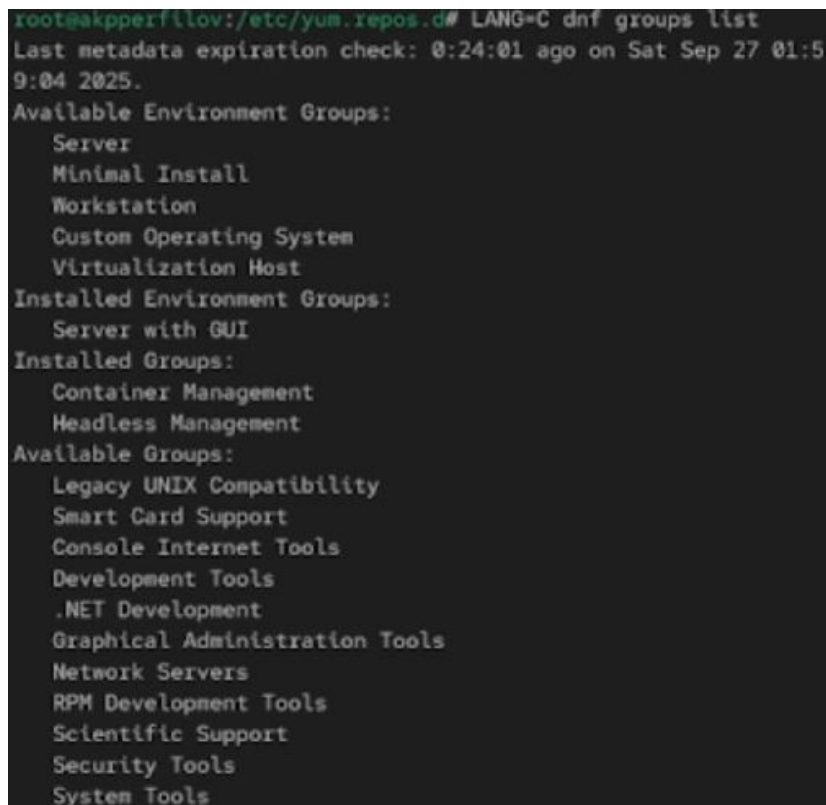 root@akpperfilov:/etc/yum.repos.d# LANG=C dnf groups list
Last metadata expiration check: 0:24:01 ago on Sat Sep 27 01:5
9:04 2025.
Available Environment Groups:
Server
Minimal Install
Workstation
Custom Operating System
Virtualization Host
Installed Environment Groups:
Server with GUI
Installed Groups:
Container Management
Headless Management
Available Groups:
Legacy UNIX Compatibility
Smart Card Support
Console Internet Tools
Development Tools
.NET Development
Graphical Administration Tools
Network Servers
RPM Development Tools
Scientific Support
Security Tools
System Tools